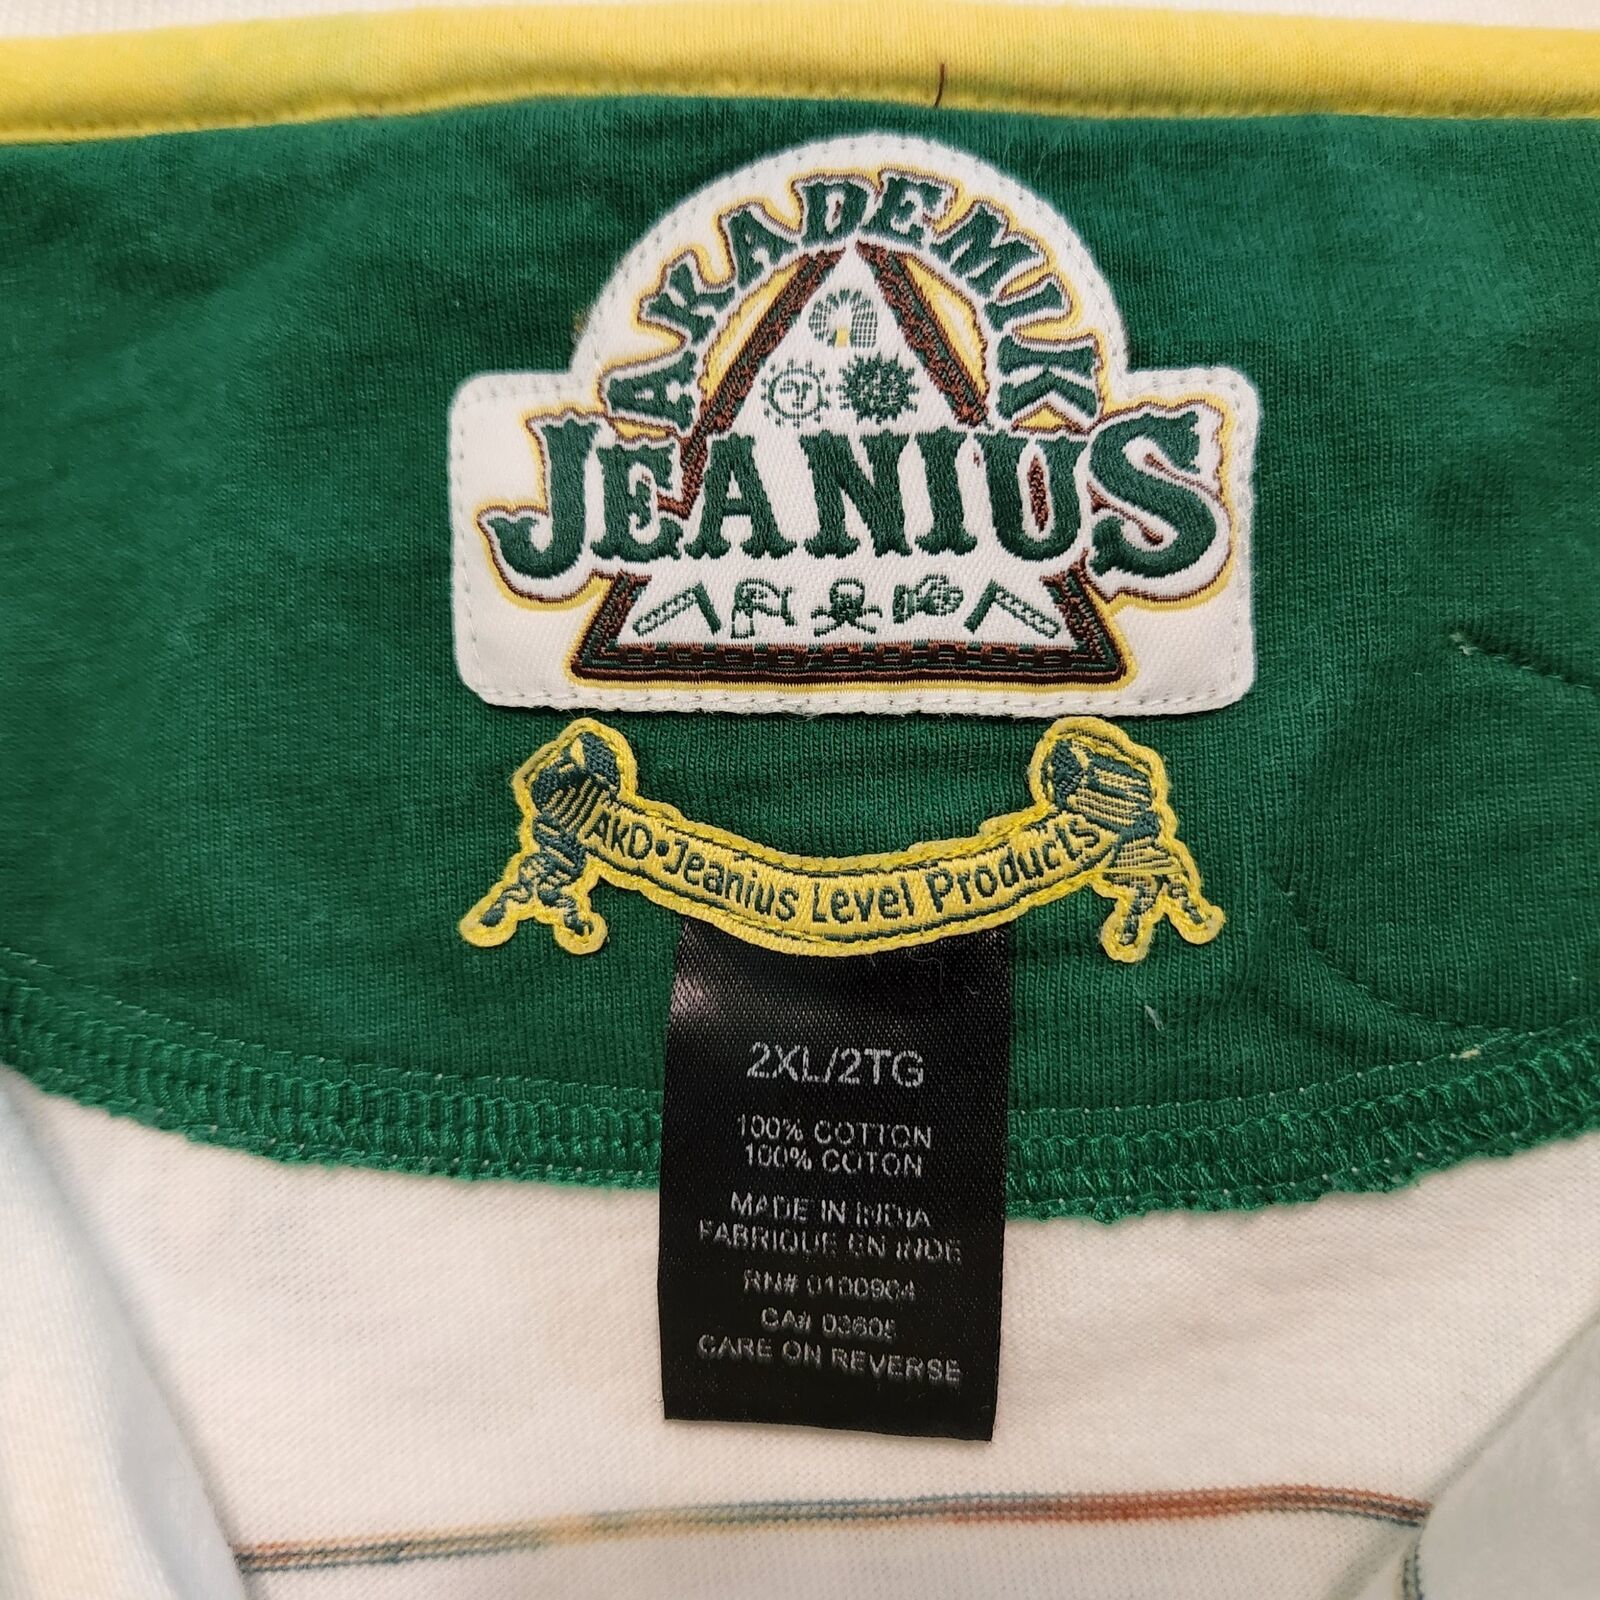 AKADEMIK
JEANIUS
AKD•Jeanius Level Products
2XL/2TG
100% COTTON
100% COTON
MADE IN INDIA
FABRIQUE EN INDE
RN# 0100904
CA# 03605
CARE ON REVERSE